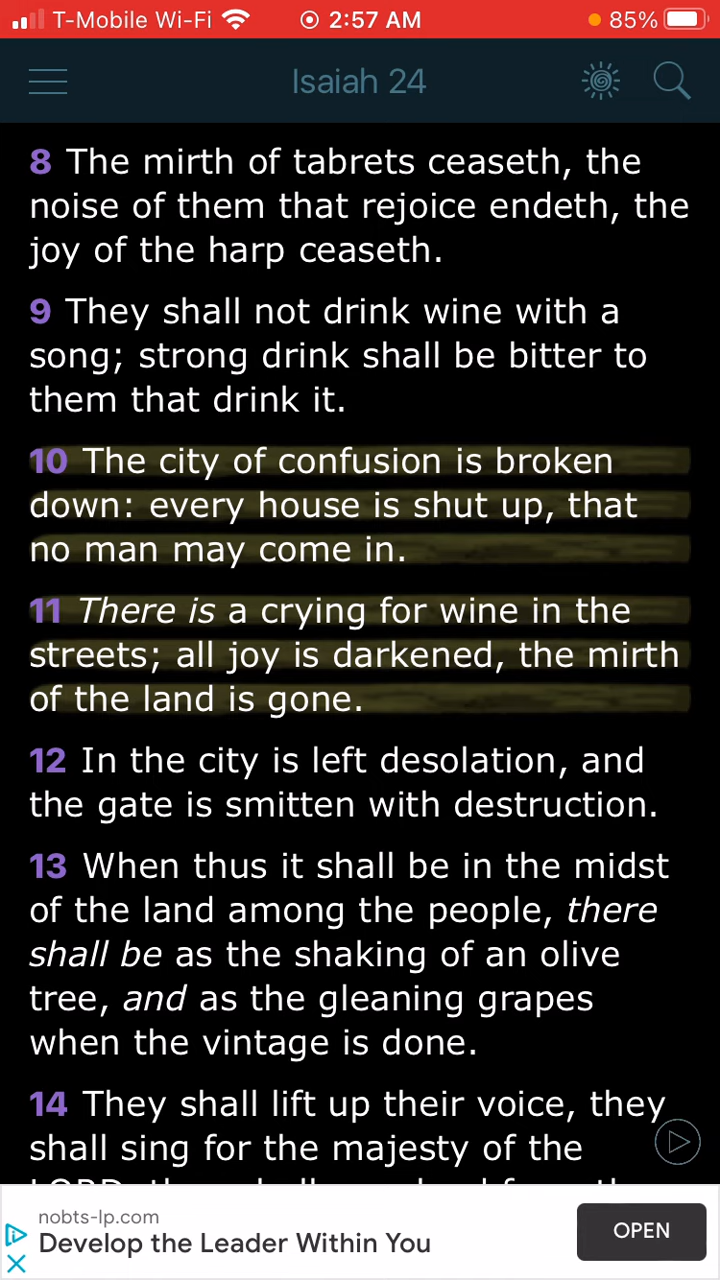 T-Mobile Wi-Fi 2:57 AM 85%
Isaiah 24
8 The mirth of tabrets ceaseth, the
noise of them that rejoice endeth, the
joy of the harp ceaseth.
9 They shall not drink wine with a
song; strong drink shall be bitter to
them that drink it.
10 The city of confusion is broken
down: every house is shut up, that
no man may come in.
11 There is a crying for wine in the
streets; all joy is darkened, the mirth
of the land is gone.
12 In the city is left desolation, and
the gate is smitten with destruction.
13 When thus it shall be in the midst
of the land among the people, there
shall be as the shaking of an olive
tree, and as the gleaning grapes
when the vintage is done.
14 They shall lift up their voice, they
shall sing for the majesty of the
nobts-lp.com
Develop the Leader Within You
OPEN